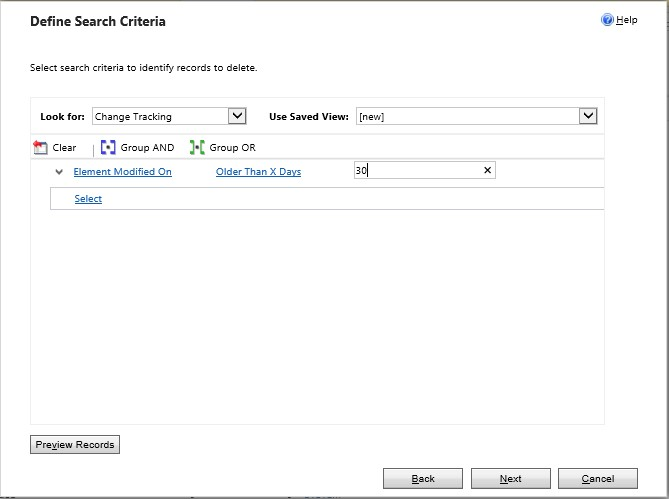 Define Search Criteria
Help
Select search criteria to identify records to delete.
Look for: Change Tracking Use Saved View: [new]
Clear Group AND Group OR
Element Modified On Older Than X Days 30
Select
Preview Records
Back Next Cancel